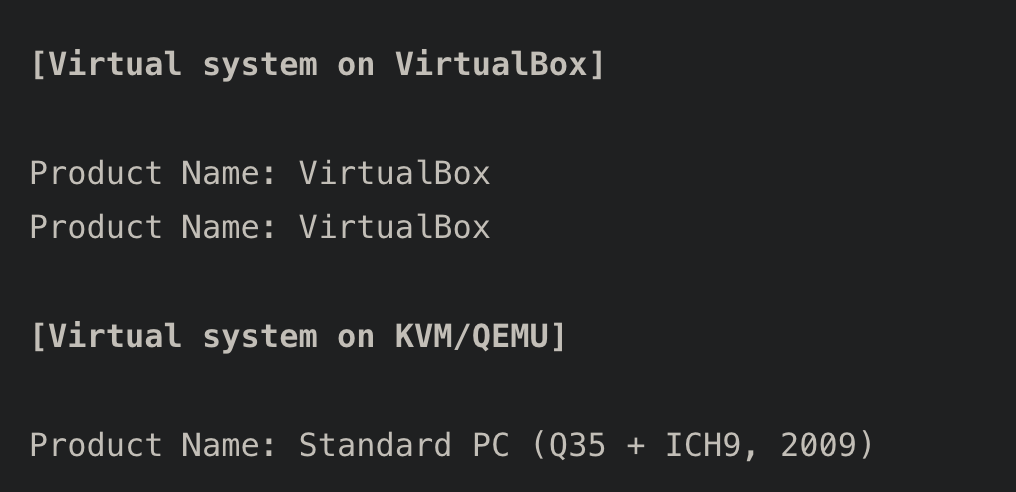 [Virtual system on VirtualBox]
Product Name: VirtualBox
Product Name: VirtualBox
[Virtual system on KVM/QEMU]
Product Name: Standard PC (Q35 + ICH9, 2009)